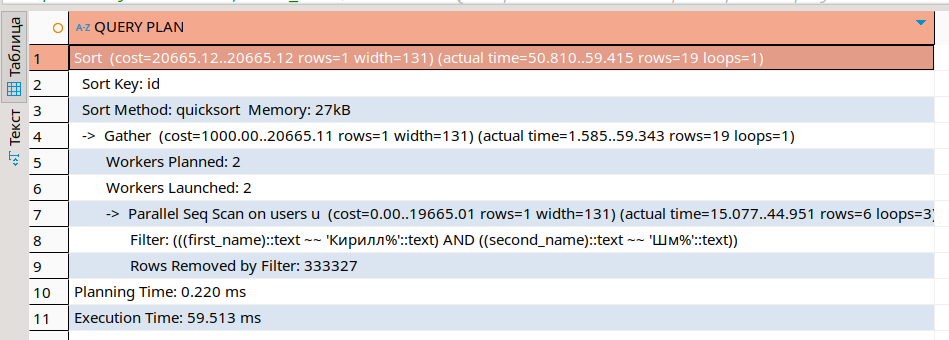 QUERY PLAN
Таблица
Текст
1 Sort (cost=20665.12..20665.12 rows=1 width=131) (actual time=50.810..59.415 rows=19 loops=1)
2 Sort Key: id
3 Sort Method: quicksort Memory: 27kB
4 -> Gather (cost=1000.00..20665.11 rows=1 width=131) (actual time=1.585..59.343 rows=19 loops=1)
5 Workers Planned: 2
6 Workers Launched: 2
7 -> Parallel Seq Scan on users u (cost=0.00..19665.01 rows=1 width=131) (actual time=15.077..44.951 rows=6 loops=3)
8 Filter: (((first_name)::text ~~ 'Кирилл%'::text) AND ((second_name)::text ~~ 'Шм%'::text))
9 Rows Removed by Filter: 333327
10 Planning Time: 0.220 ms
11 Execution Time: 59.513 ms